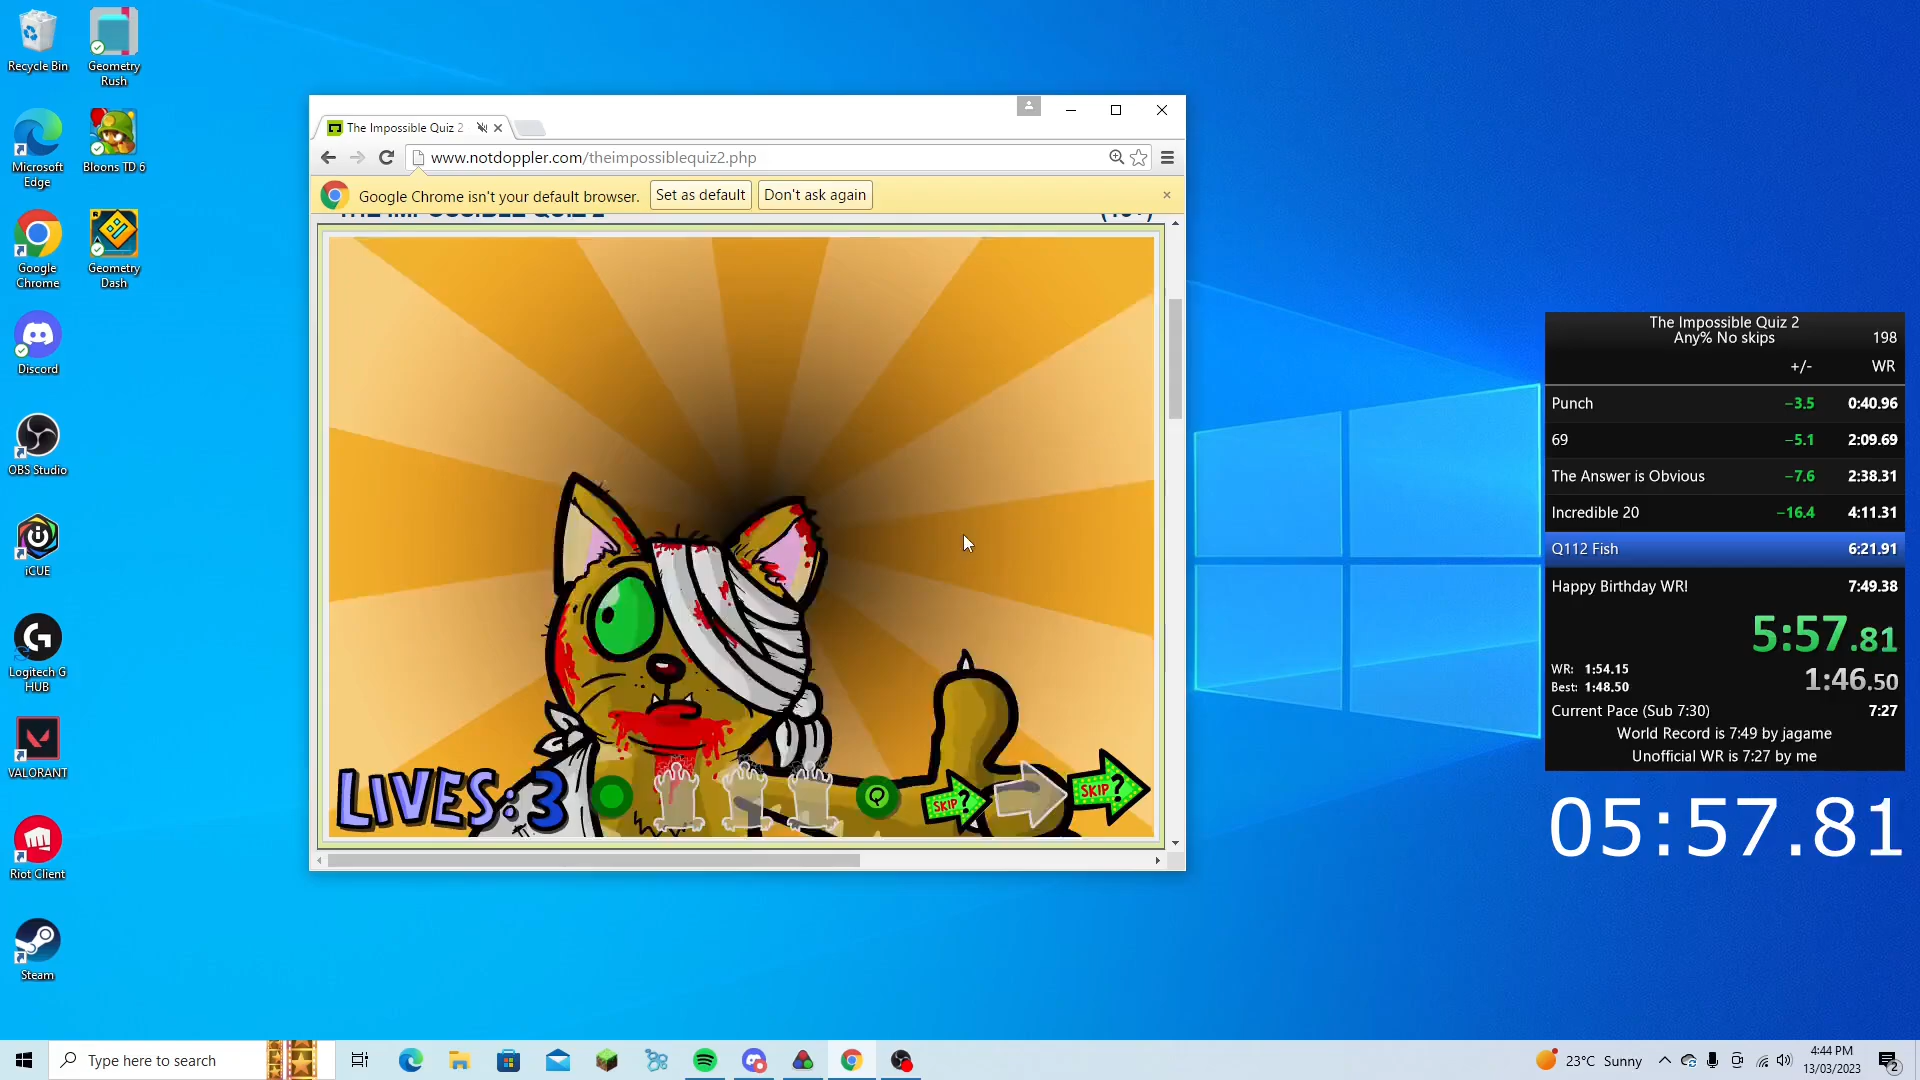 Recycle Bin
Geometry Rush
Microsoft Edge
Bloons TD 6
Google Chrome
Geometry Dash
Discord
OBS Studio
iCUE
Logitech G HUB
VALORANT
Riot Client
Steam
The Impossible Quiz 2
www.notdoppler.com/theimpossiblequiz2.php
Google Chrome isn't your default browser.
Set as default
Don't ask again
THE IMPOSSIBLE QUIZ 2
LIVES:3
SKIP?
SKIP?
The Impossible Quiz 2
Any% No skips
198
+/-
WR
Punch
−3.5
0:40.96
69
−5.1
2:09.69
The Answer is Obvious
−7.6
2:38.31
Incredible 20
−16.4
4:11.31
Q112 Fish
6:21.91
Happy Birthday WR!
7:49.38
5:57.81
WR: 1:54.15
Best: 1:48.50
1:46.50
Current Pace (Sub 7:30)
7:27
World Record is 7:49 by jagame
Unofficial WR is 7:27 by me
05:57.81
Type here to search
23°C Sunny
4:44 PM
13/03/2023
2